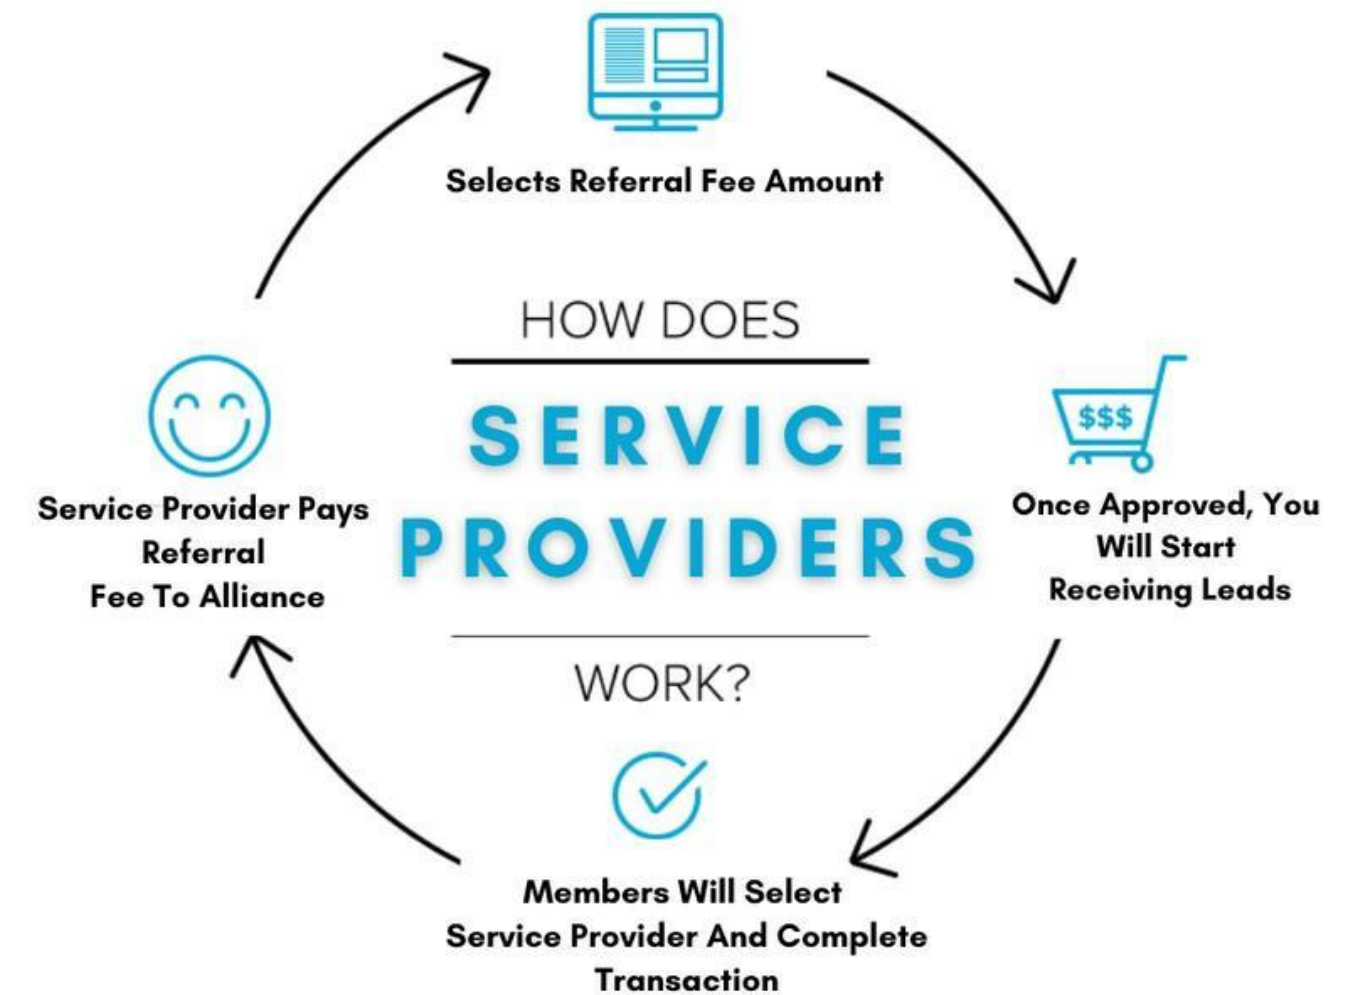 Selects Referral Fee Amount
HOW DOES
SERVICE
PROVIDERS
WORK?
$$$
Once Approved, You
Will Start
Receiving Leads
Members Will Select
Service Provider And Complete
Transaction
Service Provider Pays
Referral
Fee To Alliance